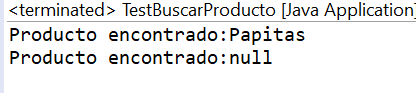 <terminated> TestBuscarProducto [Java Application]
Producto encontrado:Papitas
Producto encontrado:null